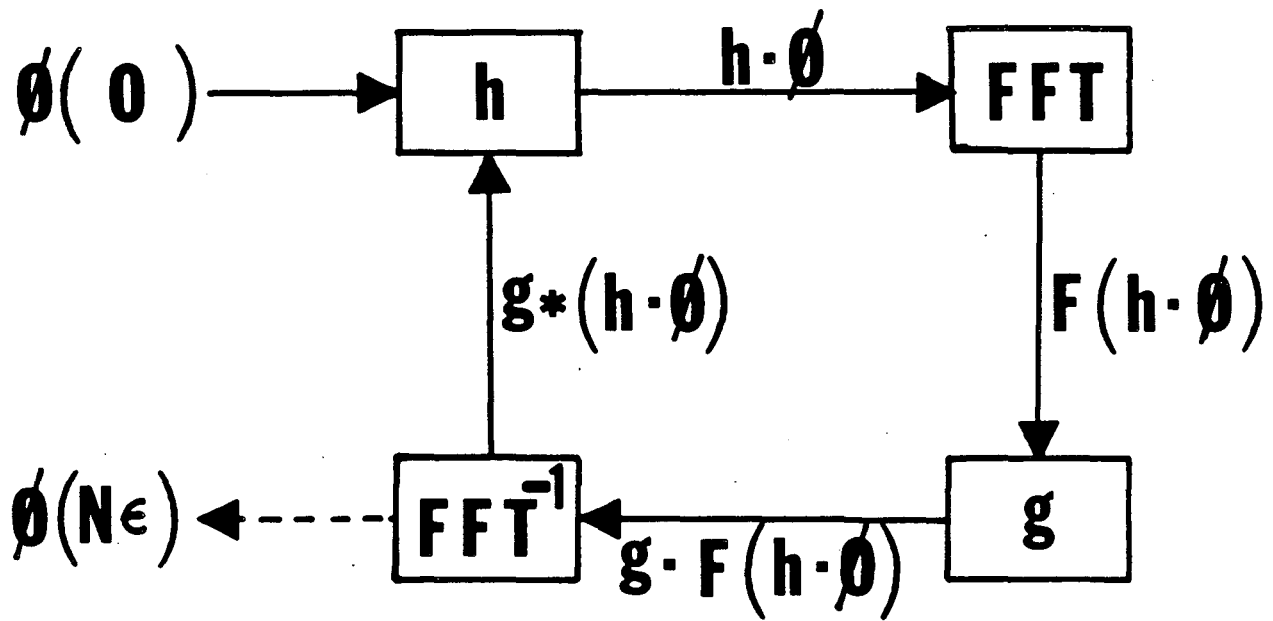 ø( 0 )
h
h·ø
FFT
g*(h·ø)
F(h·ø)
ø(Nϵ)
FFT⁻¹
g·F(h·ø)
g